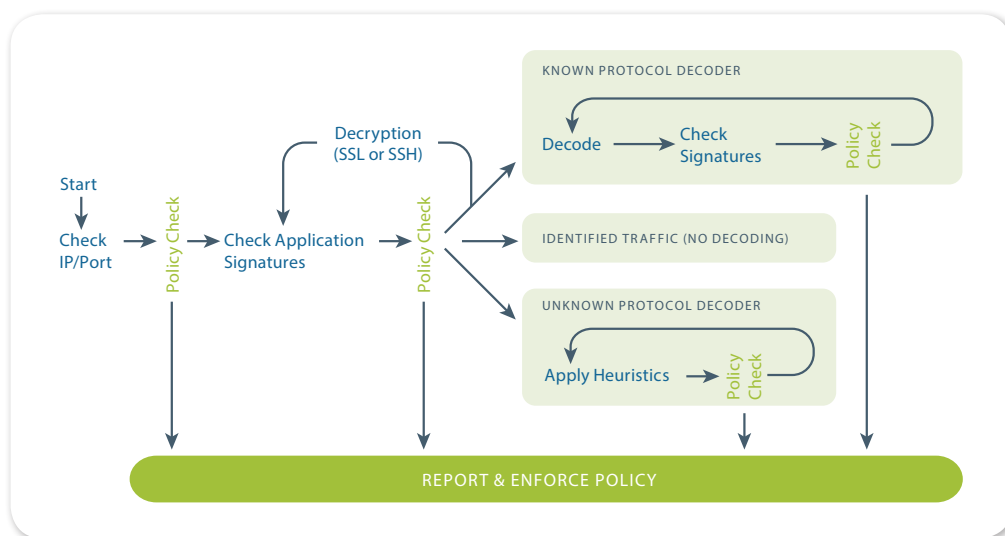 KNOWN PROTOCOL DECODER
Decryption
(SSL or SSH)
Decode
Check
Signatures
Policy
Check
Start
Check
IP/Port
Policy Check
Check Application
Signatures
Policy Check
IDENTIFIED TRAFFIC (NO DECODING)
UNKNOWN PROTOCOL DECODER
Apply Heuristics
Policy
Check
REPORT & ENFORCE POLICY